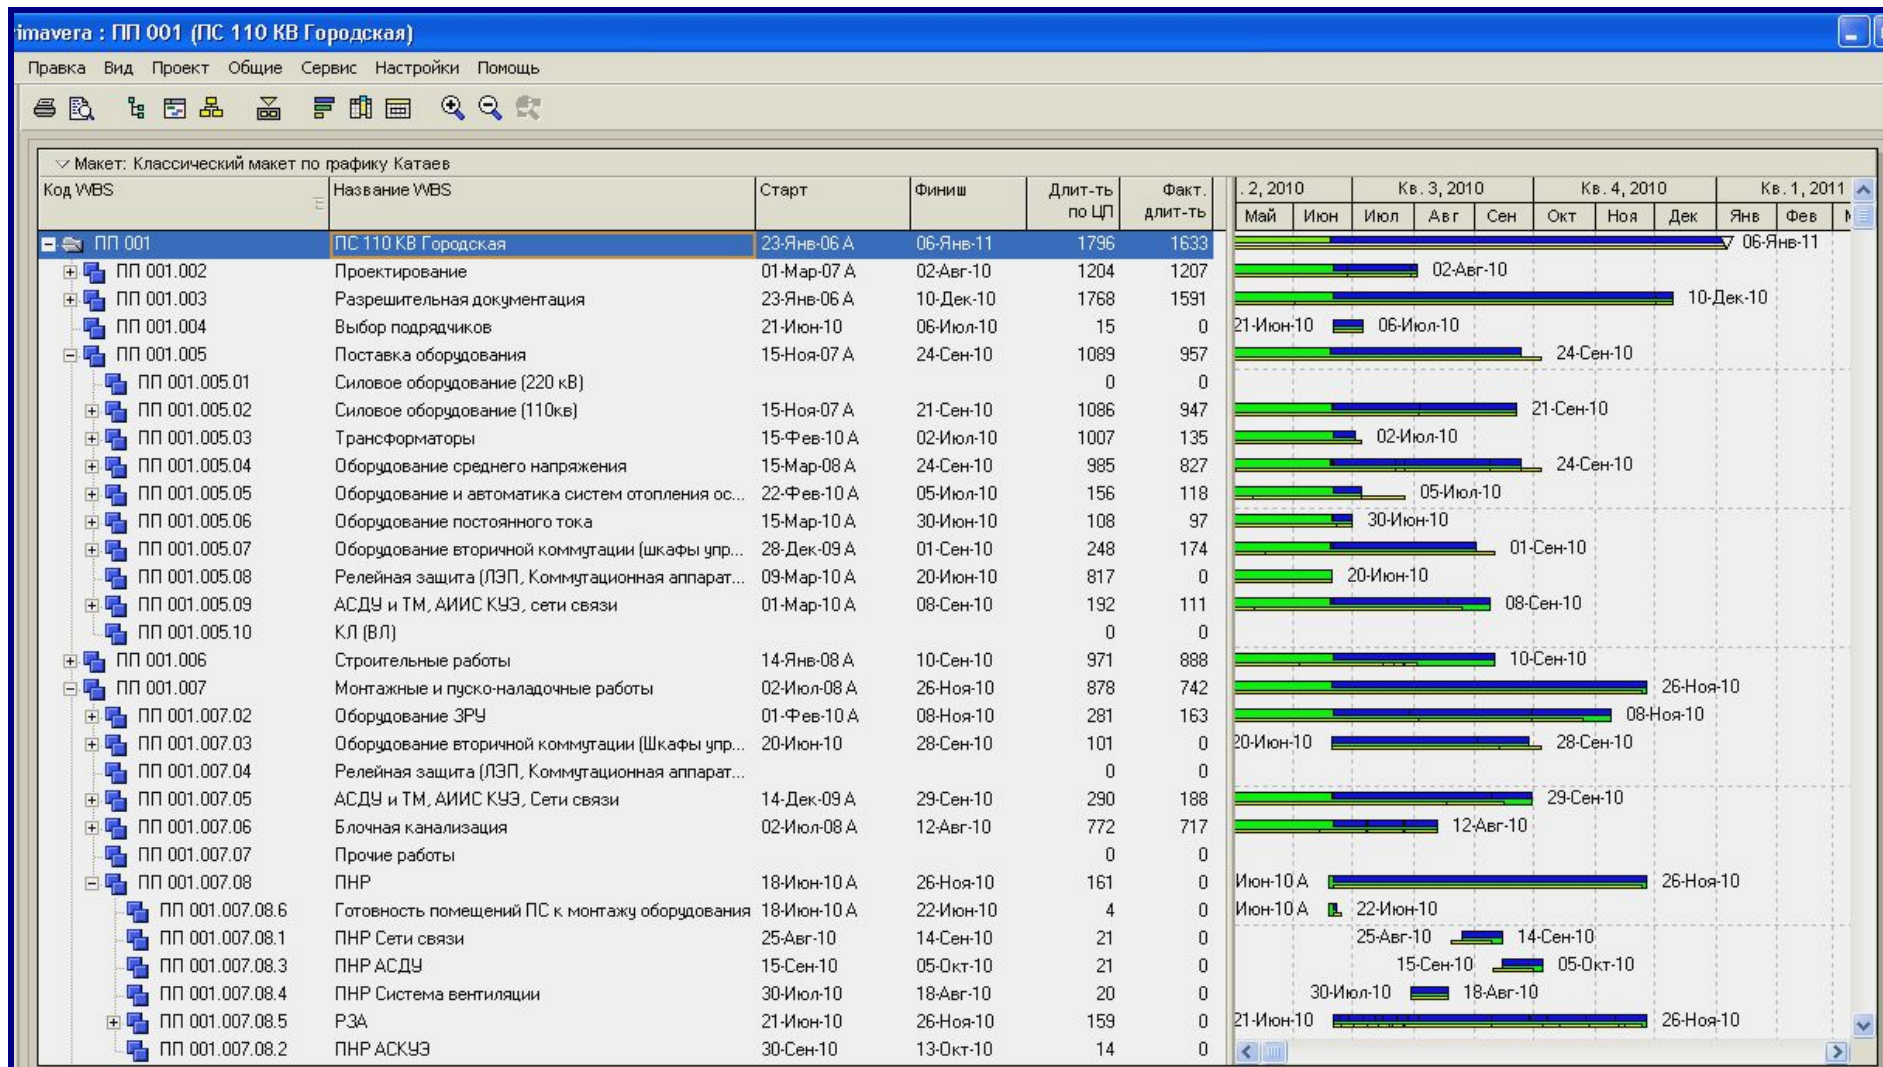 rimavera : ПП 001 (ПС 110 КВ Городская)
Правка Вид Проект Общие Сервис Настройки Помощь
Макет: Классический макет по графику Катаев
Код WBS Название WBS Старт Финиш Длит-ть по ЦП Факт. длит-ть . 2, 2010 Кв. 3, 2010 Кв. 4, 2010 Кв. 1, 2011
Май Июн Июл Авг Сен Окт Ноя Дек Янв Фев
ПП 001 ПС 110 КВ Городская 23-Янв-06 A 06-Янв-11 1796 1633 06-Янв-11
ПП 001.002 Проектирование 01-Мар-07 A 02-Авг-10 1204 1207 02-Авг-10
ПП 001.003 Разрешительная документация 23-Янв-06 A 10-Дек-10 1768 1591 10-Дек-10
ПП 001.004 Выбор подрядчиков 21-Июн-10 06-Июл-10 15 0 21-Июн-10 06-Июл-10
ПП 001.005 Поставка оборудования 15-Ноя-07 A 24-Сен-10 1089 957 24-Сен-10
ПП 001.005.01 Силовое оборудование (220 кВ) 0 0
ПП 001.005.02 Силовое оборудование (110кв) 15-Ноя-07 A 21-Сен-10 1086 947 21-Сен-10
ПП 001.005.03 Трансформаторы 15-Фев-10 A 02-Июл-10 1007 135 02-Июл-10
ПП 001.005.04 Оборудование среднего напряжения 15-Мар-08 A 24-Сен-10 985 827 24-Сен-10
ПП 001.005.05 Оборудование и автоматика систем отопления ос... 22-Фев-10 A 05-Июл-10 156 118 05-Июл-10
ПП 001.005.06 Оборудование постоянного тока 15-Мар-10 A 30-Июн-10 108 97 30-Июн-10
ПП 001.005.07 Оборудование вторичной коммутации (шкафы упр... 28-Дек-09 A 01-Сен-10 248 174 01-Сен-10
ПП 001.005.08 Релейная защита (ЛЭП, Коммутационная аппарат... 09-Мар-10 A 20-Июн-10 817 0 20-Июн-10
ПП 001.005.09 АСДУ и ТМ, АИИС КУЭ, сети связи 01-Мар-10 A 08-Сен-10 192 111 08-Сен-10
ПП 001.005.10 КЛ (ВЛ) 0 0
ПП 001.006 Строительные работы 14-Янв-08 A 10-Сен-10 971 888 10-Сен-10
ПП 001.007 Монтажные и пуско-наладочные работы 02-Июл-08 A 26-Ноя-10 878 742 26-Ноя-10
ПП 001.007.02 Оборудование ЗРУ 01-Фев-10 A 08-Ноя-10 281 163 08-Ноя-10
ПП 001.007.03 Оборудование вторичной коммутации (Шкафы упр... 20-Июн-10 28-Сен-10 101 0 20-Июн-10 28-Сен-10
ПП 001.007.04 Релейная защита (ЛЭП, Коммутационная аппарат... 0 0
ПП 001.007.05 АСДУ и ТМ, АИИС КУЭ, Сети связи 14-Дек-09 A 29-Сен-10 290 188 29-Сен-10
ПП 001.007.06 Блочная канализация 02-Июл-08 A 12-Авг-10 772 717 12-Авг-10
ПП 001.007.07 Прочие работы 0 0
ПП 001.007.08 ПНР 18-Июн-10 A 26-Ноя-10 161 0 Июн-10 A 26-Ноя-10
ПП 001.007.08.6 Готовность помещений ПС к монтажу оборудования 18-Июн-10 A 22-Июн-10 4 0 Июн-10 A 22-Июн-10
ПП 001.007.08.1 ПНР Сети связи 25-Авг-10 14-Сен-10 21 0 25-Авг-10 14-Сен-10
ПП 001.007.08.3 ПНР АСДУ 15-Сен-10 05-Окт-10 21 0 15-Сен-10 05-Окт-10
ПП 001.007.08.4 ПНР Система вентиляции 30-Июл-10 18-Авг-10 20 0 30-Июл-10 18-Авг-10
ПП 001.007.08.5 РЗА 21-Июн-10 26-Ноя-10 159 0 21-Июн-10 26-Ноя-10
ПП 001.007.08.2 ПНР АСКУЭ 30-Сен-10 13-Окт-10 14 0